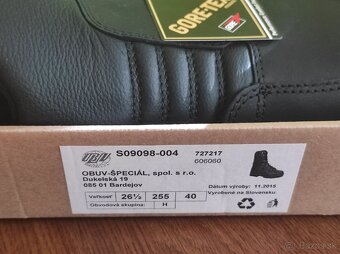 GORE-TEX
S09098-004
727217
606060
OBUV-ŠPECIÁL, spol. s r.o.
Dukelská 19
085 01 Bardejov
Dátum výroby: 11.2015
Vyrobené na Slovensku
Veľkosť 26½ 255 40
Obvodová skupina: H